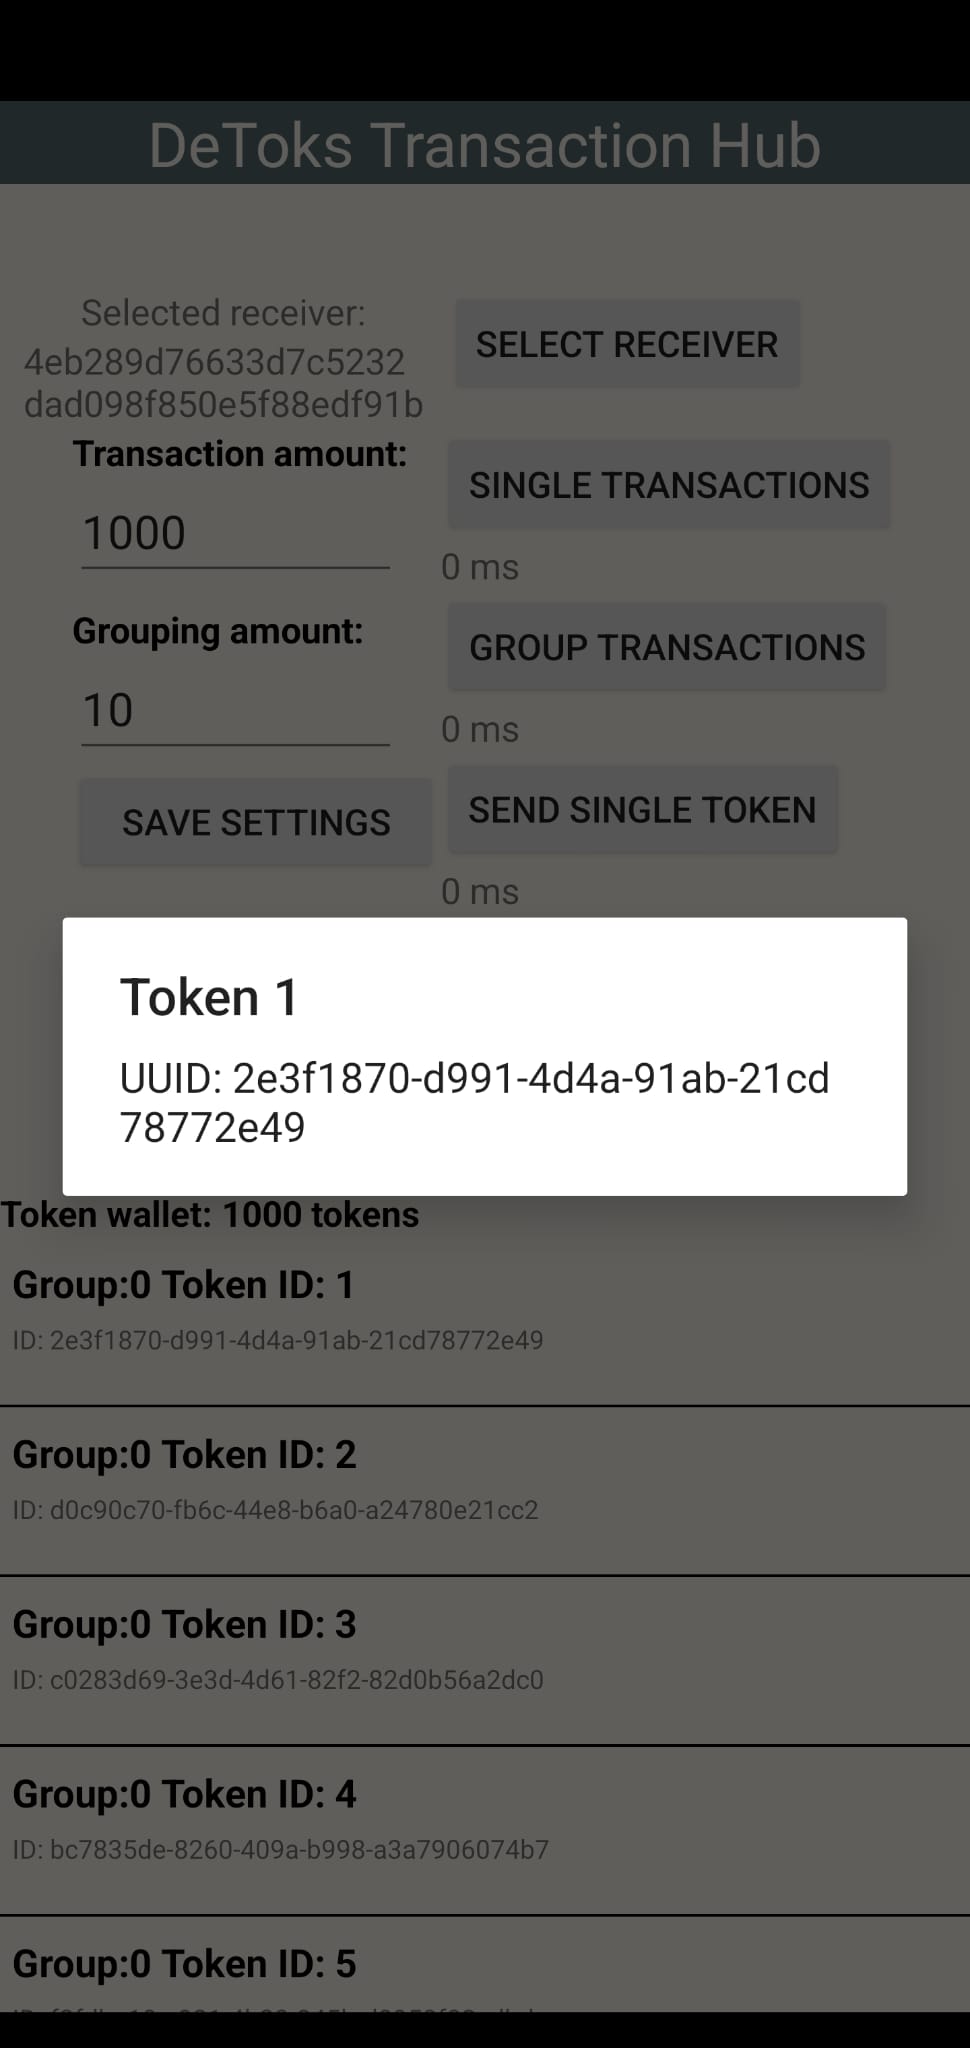 DeToks Transaction Hub
Selected receiver:
4eb289d76633d7c5232
dad098f850e5f88edf91b
SELECT RECEIVER
Transaction amount:
1000
SINGLE TRANSACTIONS
0 ms
Grouping amount:
10
GROUP TRANSACTIONS
0 ms
SAVE SETTINGS
SEND SINGLE TOKEN
0 ms
Token 1
UUID: 2e3f1870-d991-4d4a-91ab-21cd
78772e49
Token wallet: 1000 tokens
Group:0 Token ID: 1
ID: 2e3f1870-d991-4d4a-91ab-21cd78772e49
Group:0 Token ID: 2
ID: d0c90c70-fb6c-44e8-b6a0-a24780e21cc2
Group:0 Token ID: 3
ID: c0283d69-3e3d-4d61-82f2-82d0b56a2dc0
Group:0 Token ID: 4
ID: bc7835de-8260-409a-b998-a3a7906074b7
Group:0 Token ID: 5